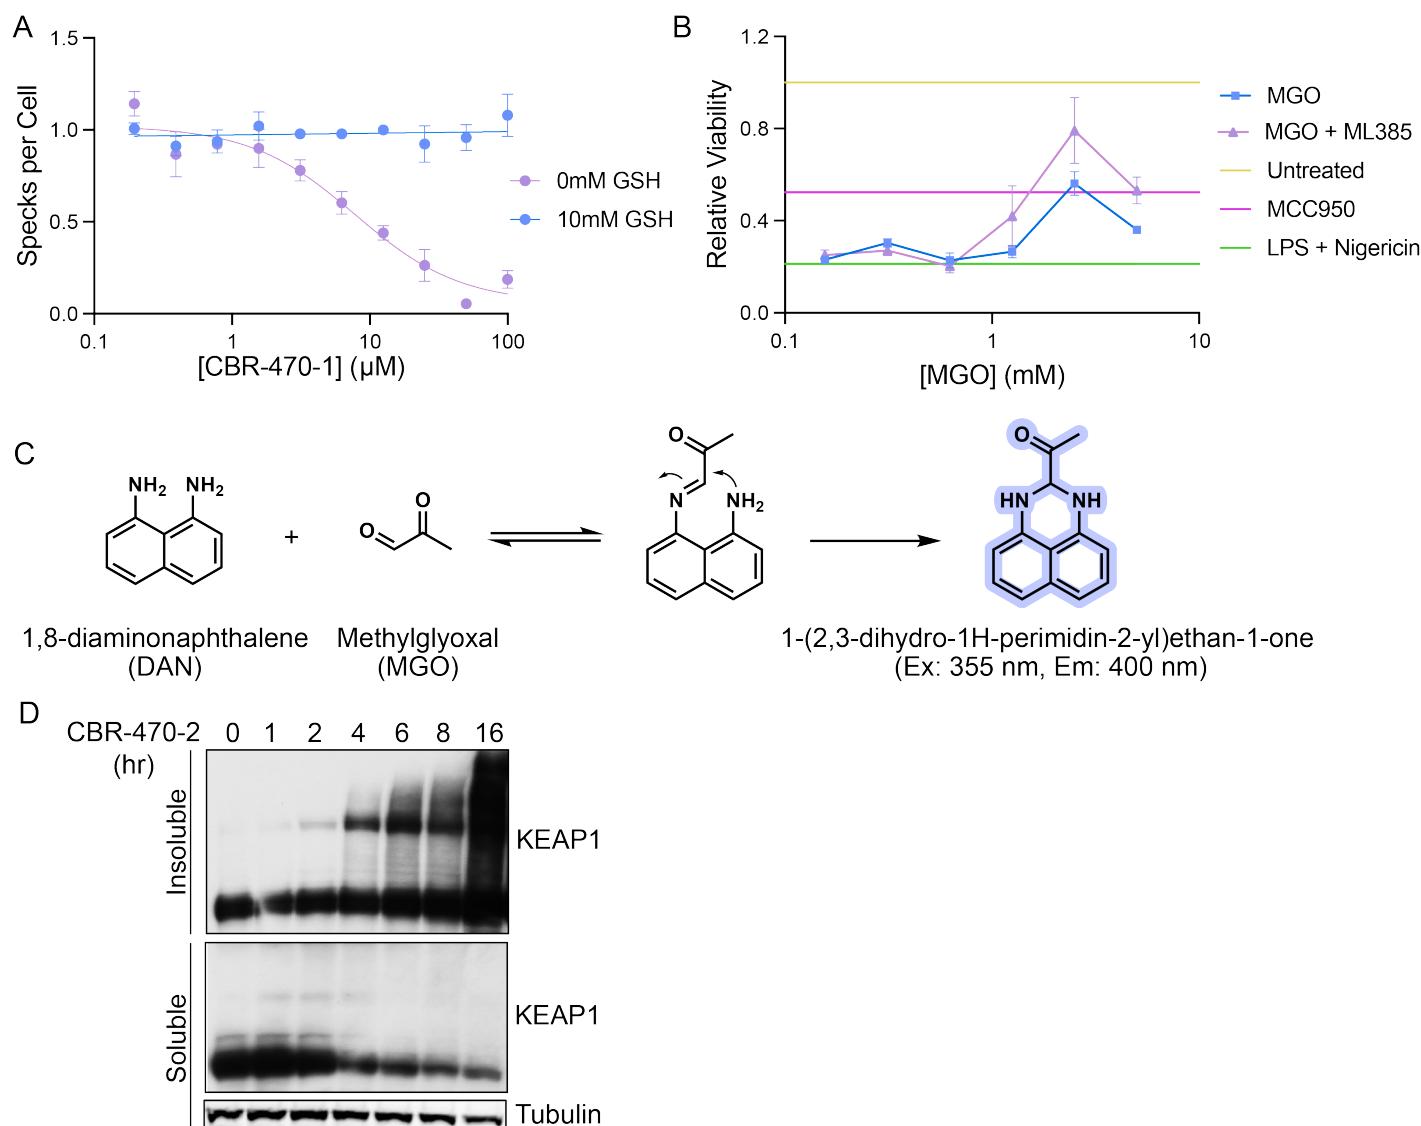 A
1.5
1.0
0.5
0.0
Specks per Cell
0.1
1
10
100
[CBR-470-1] (µM)
0mM GSH
10mM GSH
B
1.2
0.8
0.4
0.0
Relative Viability
0.1
1
10
[MGO] (mM)
MGO
MGO + ML385
Untreated
MCC950
LPS + Nigericin
C
NH2 NH2
+
O
O
O
N
NH2
O
HN
NH
1,8-diaminonaphthalene
(DAN)
Methylglyoxal
(MGO)
1-(2,3-dihydro-1H-perimidin-2-yl)ethan-1-one
(Ex: 355 nm, Em: 400 nm)
D
CBR-470-2 0 1 2 4 6 8 16
(hr)
Insoluble
KEAP1
Soluble
KEAP1
Tubulin